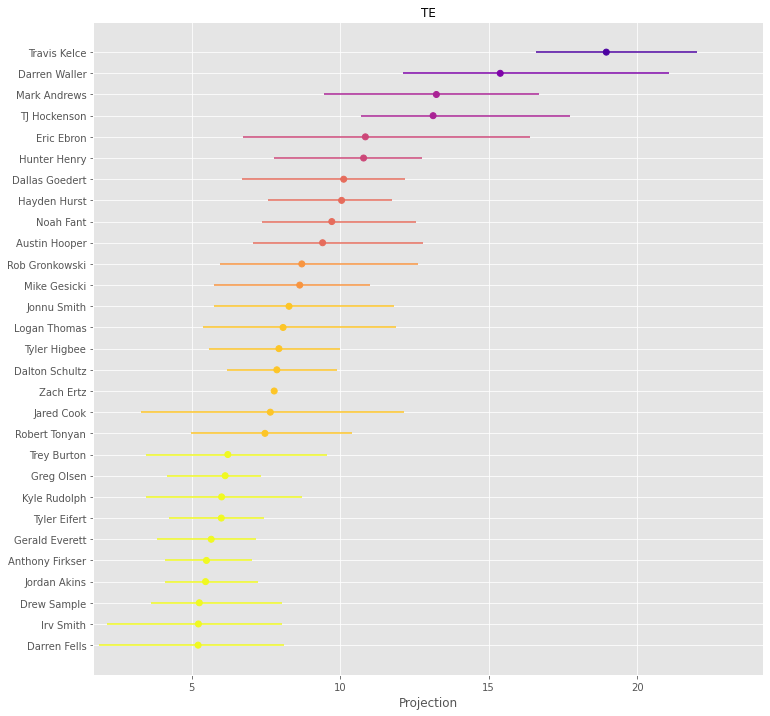 TE
Travis Kelce
Darren Waller
Mark Andrews
TJ Hockenson
Eric Ebron
Hunter Henry
Dallas Goedert
Hayden Hurst
Noah Fant
Austin Hooper
Rob Gronkowski
Mike Gesicki
Jonnu Smith
Logan Thomas
Tyler Higbee
Dalton Schultz
Zach Ertz
Jared Cook
Robert Tonyan
Trey Burton
Greg Olsen
Kyle Rudolph
Tyler Eifert
Gerald Everett
Anthony Firkser
Jordan Akins
Drew Sample
Irv Smith
Darren Fells
5 10 15 20
Projection